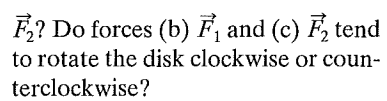 F⃗₂? Do forces (b) F⃗₁ and (c) F⃗₂ tend
to rotate the disk clockwise or coun-
terclockwise?